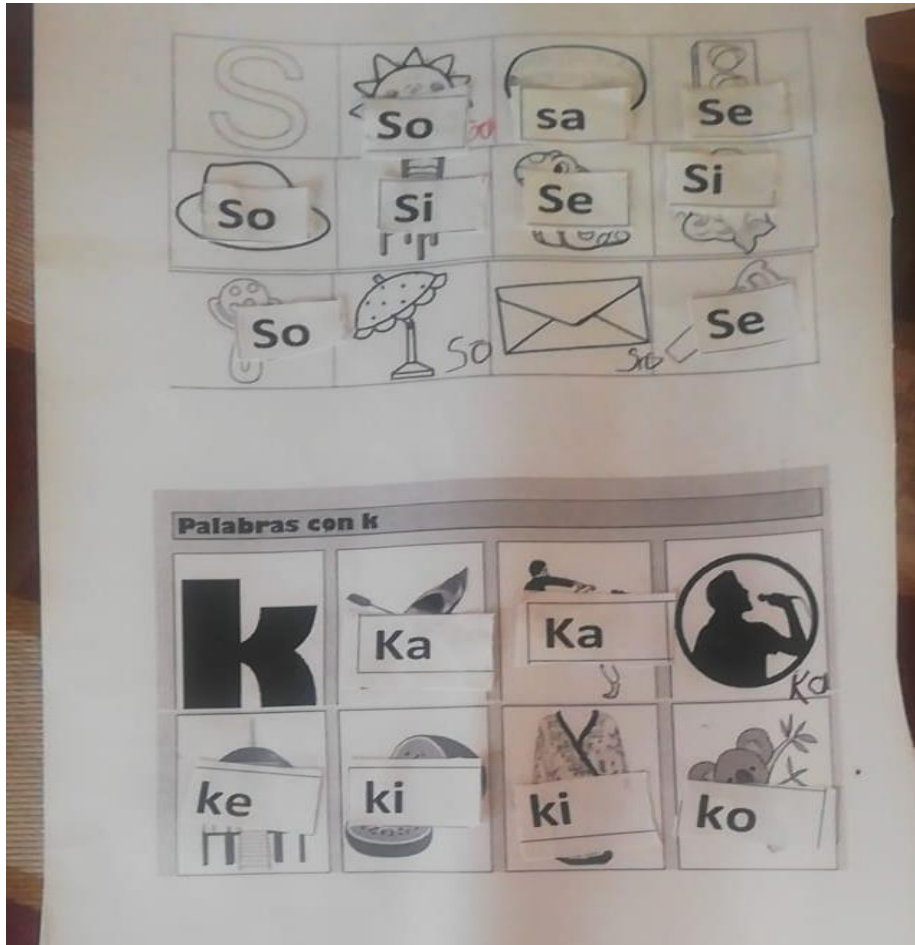 S
So so sa Se
So Si Se Si
So so Se
Palabras con k
k
Ka Ka Ka
ke ki ki ko